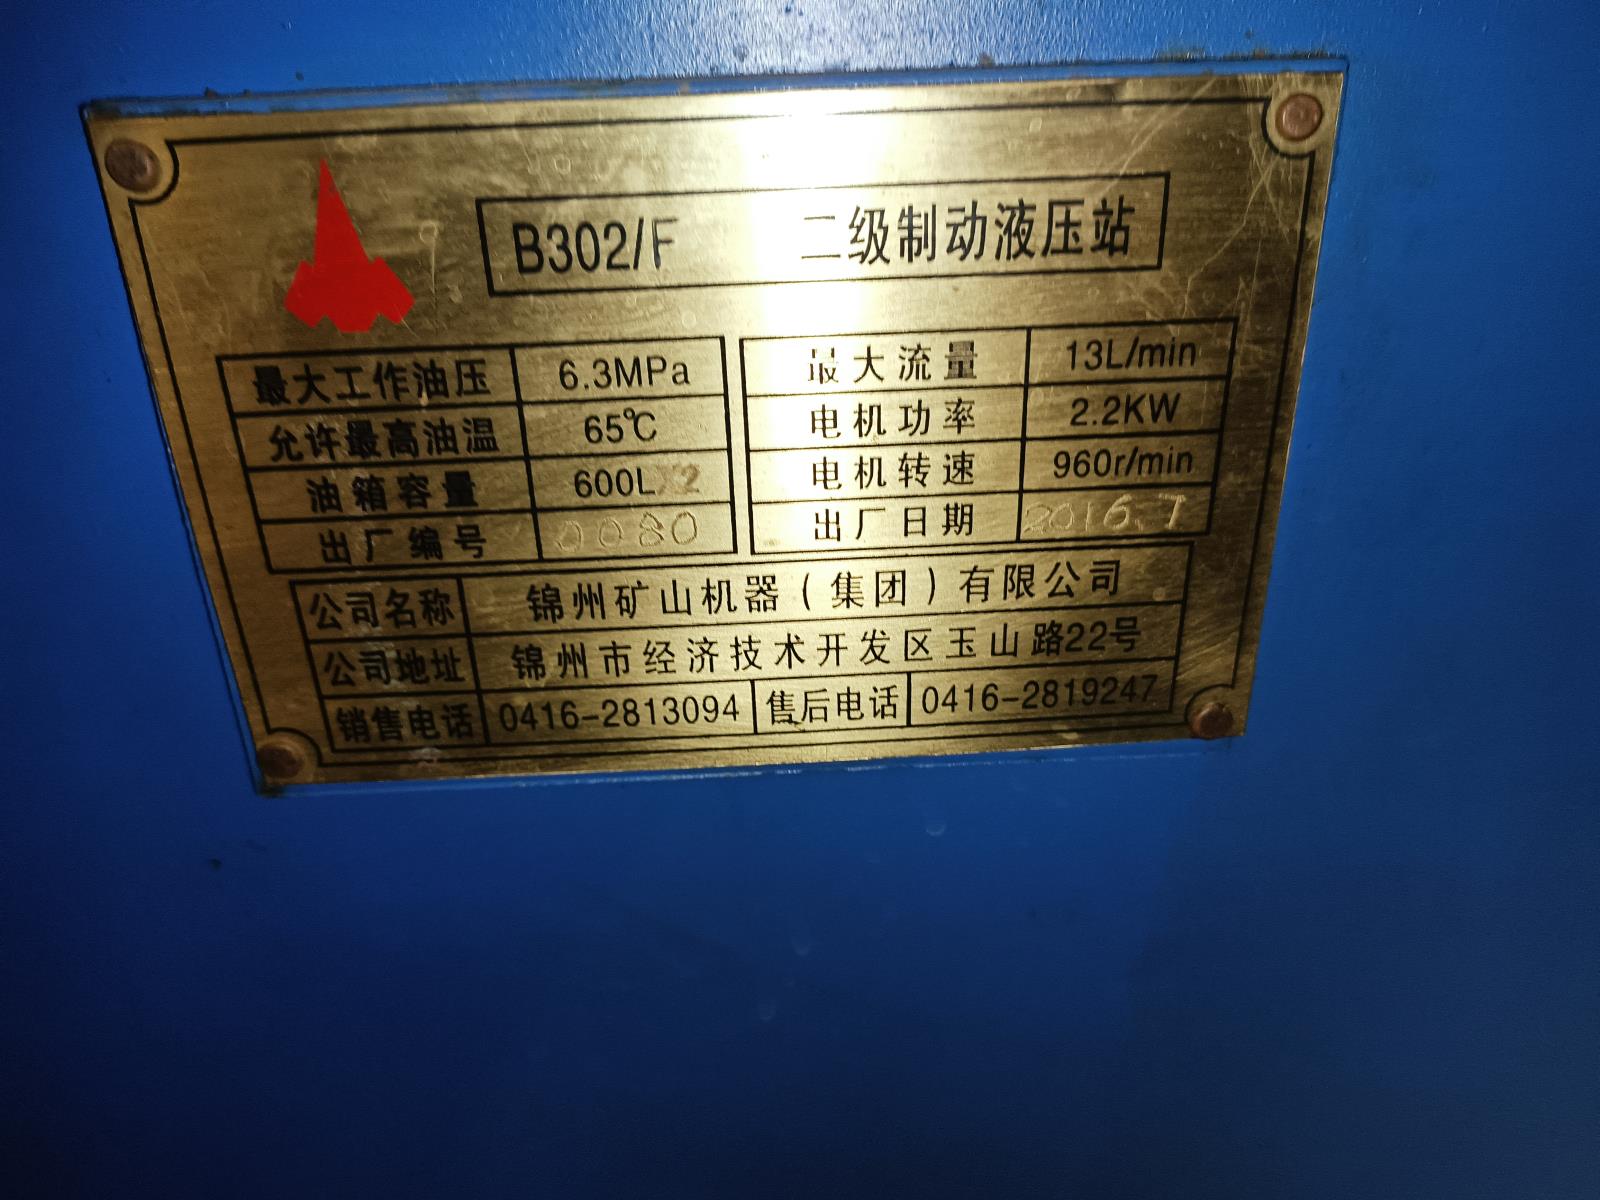 B302/F 二级制动液压站
最大工作油压 6.3MPa 最大流量 13L/min
允许最高油温 65℃ 电机功率 2.2KW
油箱容量 600LX2 电机转速 960r/min
出厂编号 0080 出厂日期 2016.7
公司名称 锦州矿山机器(集团)有限公司
公司地址 锦州市经济技术开发区玉山路22号
销售电话 0416-2813094 售后电话 0416-2819247